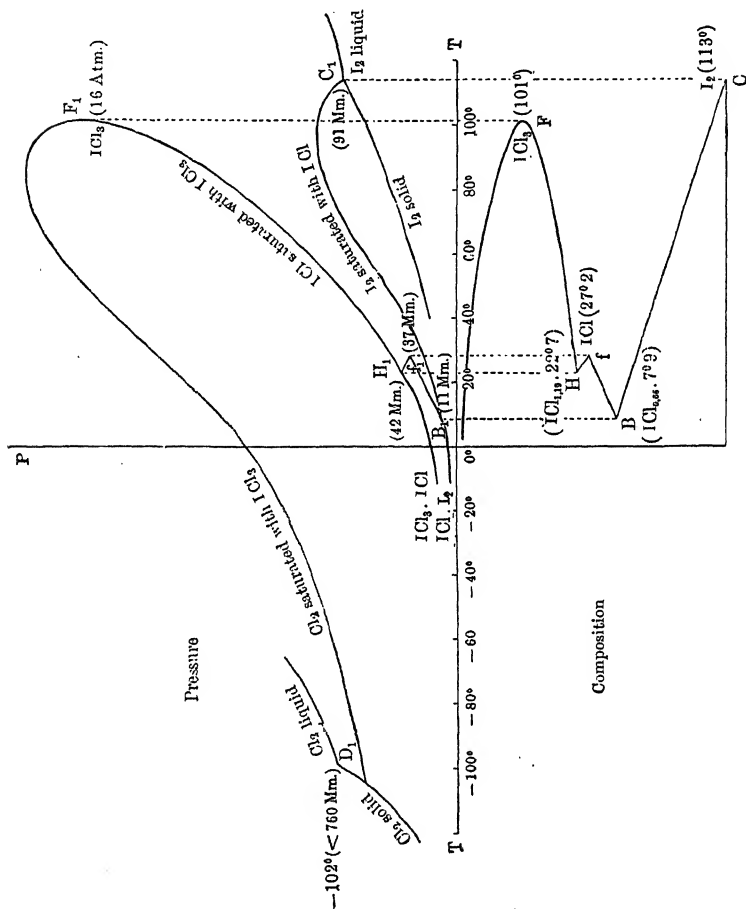 P
Pressure
F₁
ICl₃ (16 Atm.)
ICl saturated with ICl₃
Cl₂ saturated with ICl₃
I₂ saturated with ICl
C₁
(91 Mm.)
I₂ liquid
I₂ solid
H₁
(42 Mm.)
f₁
(37 Mm.)
B₁
(11 Mm.)
ICl₃ . ICl
ICl . I₂
Cl₂ liquid
D₁
−102° (< 760 Mm.)
Cl₂ solid
T
−100°
−80°
−60
−40°
−20°
0°
20°
40°
60°
80°
100°
T
Composition
ICl₃
(101°)
F
H
(ICl₁,₁₉ . 22°7)
ICl (27°2)
f
B
(ICl₀,₆₆ . 7°9)
I₂ (113°)
C